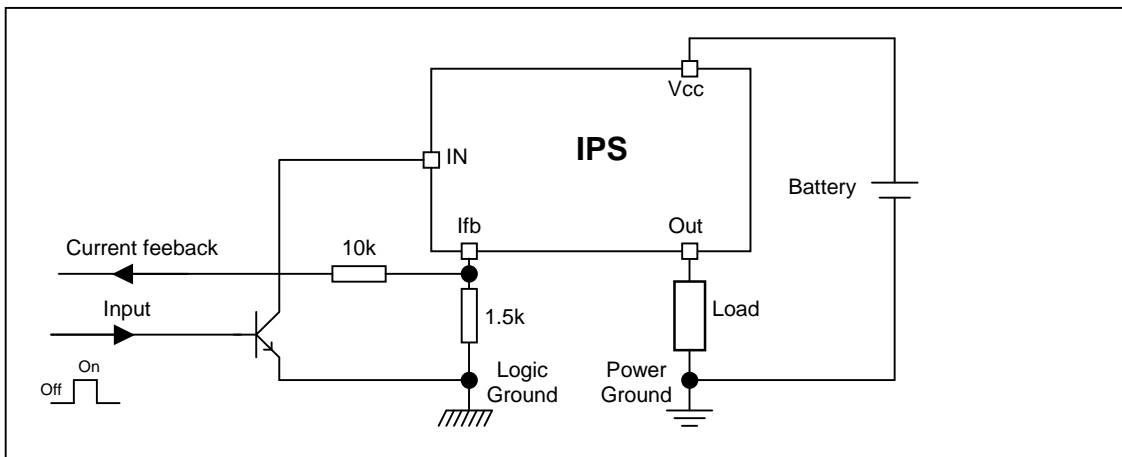 Vcc
IPS
IN
Battery
Ifb
Out
Current feeback
10k
Input
1.5k
Load
On
Off
Logic
Ground
Power
Ground